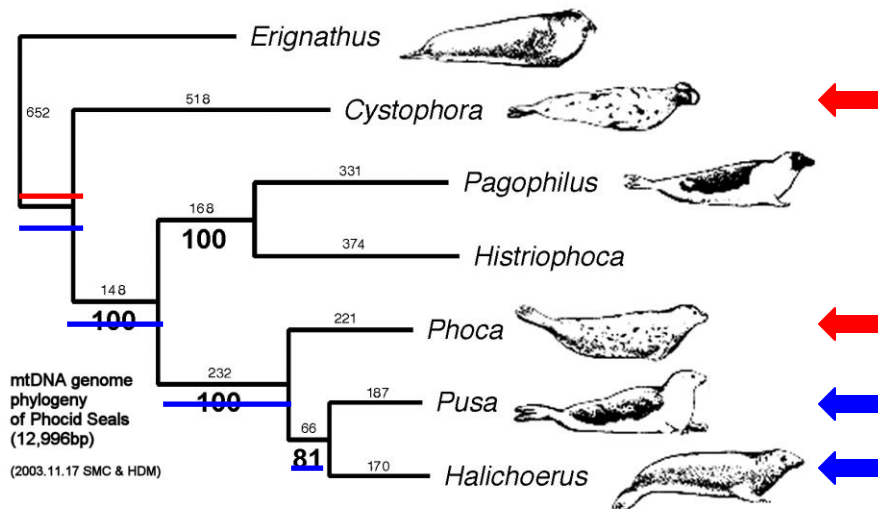 Erignathus
652
518
Cystophora
331
Pagophilus
168
100
374
Histriophoca
148
100
221
Phoca
232
100
187
Pusa
66
81
170
Halichoerus
mtDNA genome
phylogeny
of Phocid Seals
(12,996bp)
(2003.11.17 SMC & HDM)